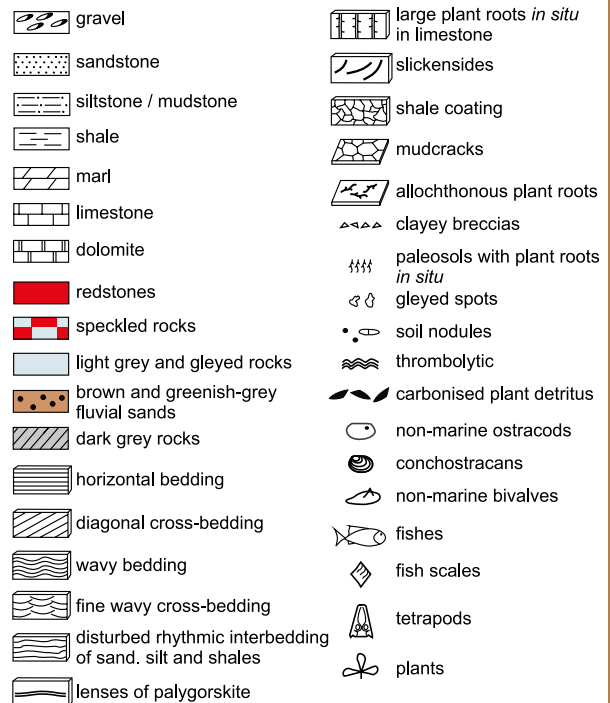 gravel
sandstone
siltstone / mudstone
shale
marl
limestone
dolomite
redstones
speckled rocks
light grey and gleyed rocks
brown and greenish-grey
fluvial sands
dark grey rocks
horizontal bedding
diagonal cross-bedding
wavy bedding
fine wavy cross-bedding
disturbed rhythmic interbedding
of sand. silt and shales
lenses of palygorskite
large plant roots in situ
in limestone
slickensides
shale coating
mudcracks
allochthonous plant roots
clayey breccias
paleosols with plant roots
in situ
gleyed spots
soil nodules
thrombolytic
carbonised plant detritus
non-marine ostracods
conchostracans
non-marine bivalves
fishes
fish scales
tetrapods
plants